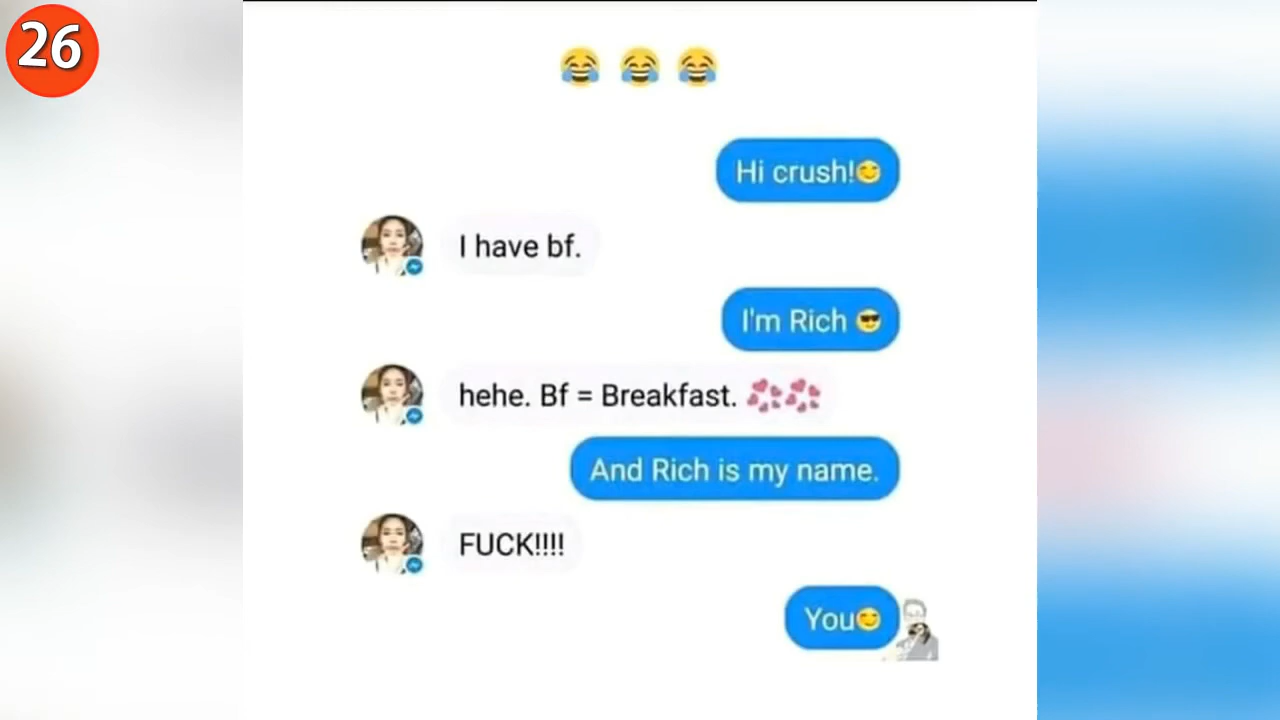 26
😂 😂 😂
Hi crush!😊
I have bf.
I'm Rich 😎
hehe. Bf = Breakfast. 💞💞
And Rich is my name.
FUCK!!!!
You😊